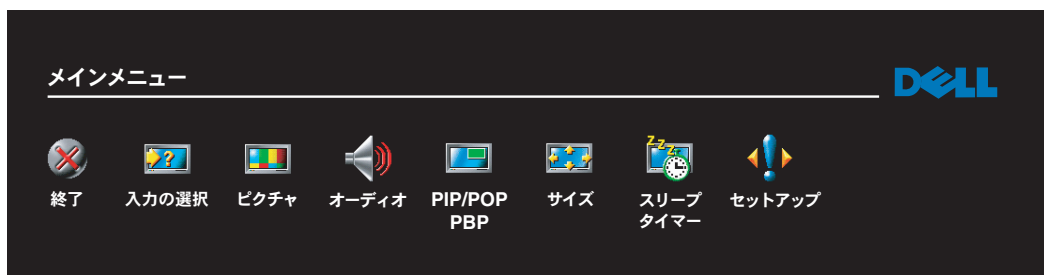 メインメニュー
DELL
終了
入力の選択
ピクチャ
オーディオ
PIP/POP
PBP
サイズ
スリープ
タイマー
セットアップ